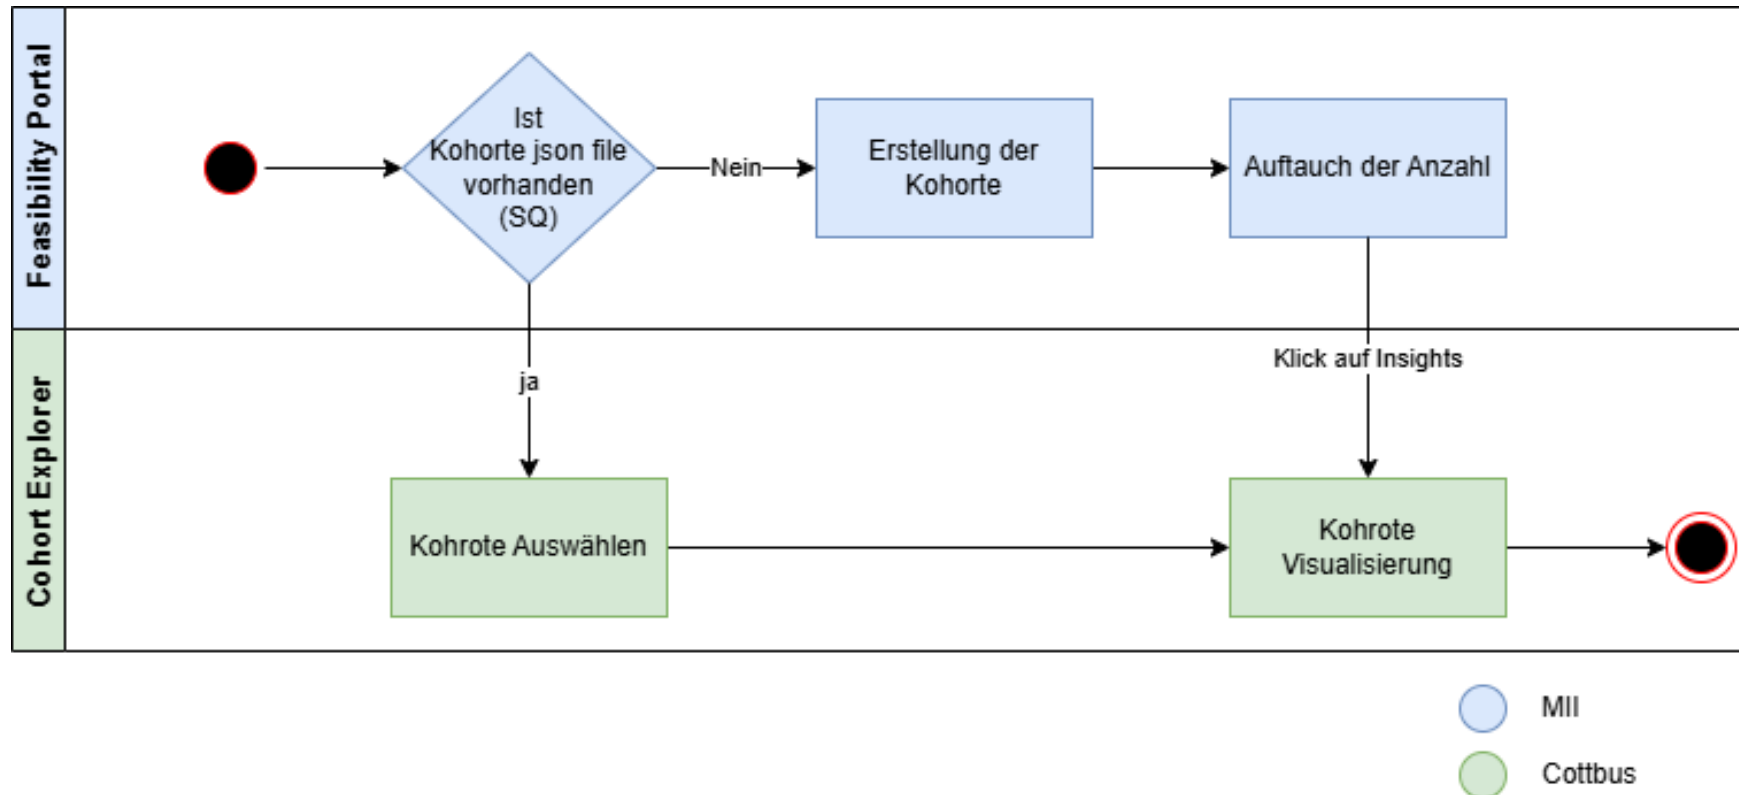 Feasibility Portal
Ist
Kohorte json file
vorhanden
(SQ)
Nein
Erstellung der
Kohorte
Auftauch der Anzahl
Cohort Explorer
ja
Klick auf Insights
Kohrote Auswählen
Kohrote
Visualisierung
MII
Cottbus